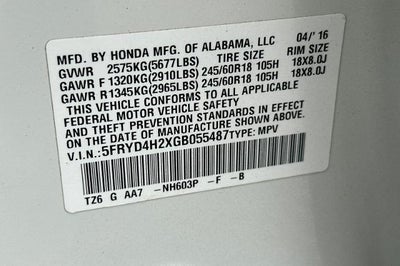 MFD. BY HONDA MFG. OF ALABAMA, LLC 04/'16
GVWR 2575KG(5677LBS) TIRE SIZE RIM SIZE
GAWR F 1320KG(2910LBS) 245/60R18 105H 18X8.0J
GAWR R1345KG(2965LBS) 245/60R18 105H 18X8.0J
THIS VEHICLE CONFORMS TO ALL APPLICABLE
FEDERAL MOTOR VEHICLE SAFETY
AND THEFT PREVENTION STANDARDS IN EFFECT
ON THE DATE OF MANUFACTURE SHOWN ABOVE.
V.I.N.:5FRYD4H2XGB055487TYPE: MPV
TZ6 G AA7 -NH603P -F -B